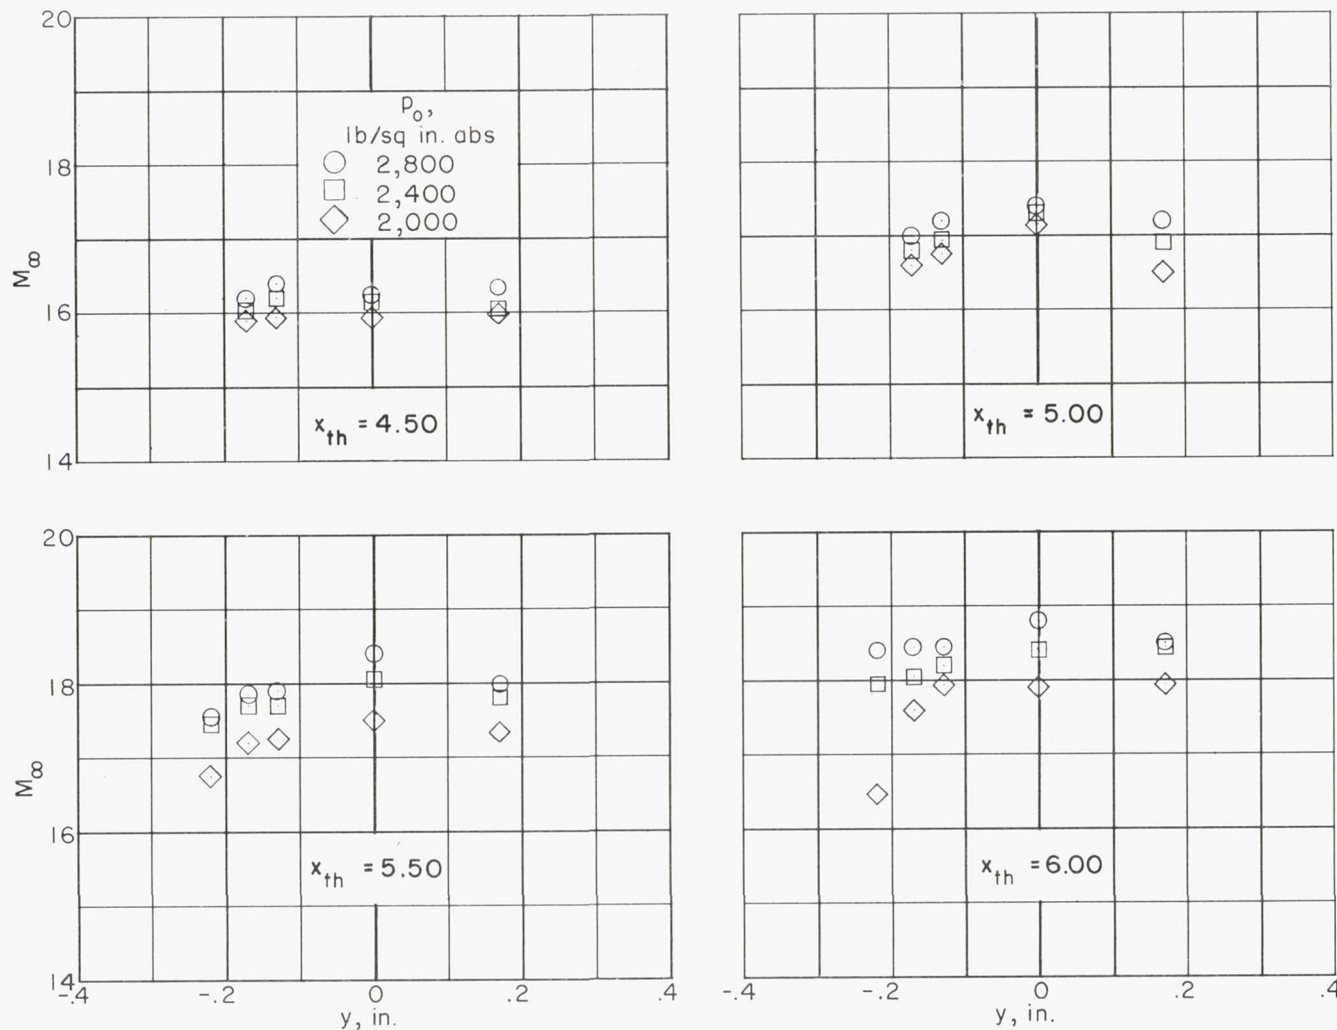 20
18
16
14
M∞
p₀,
lb/sq in. abs
○ 2,800
□ 2,400
◇ 2,000
xₜₕ = 4.50
xₜₕ = 5.00
20
18
16
14
M∞
xₜₕ = 5.50
-.4 -.2 0 .2 .4
y, in.
xₜₕ = 6.00
-.4 -.2 0 .2 .4
y, in.